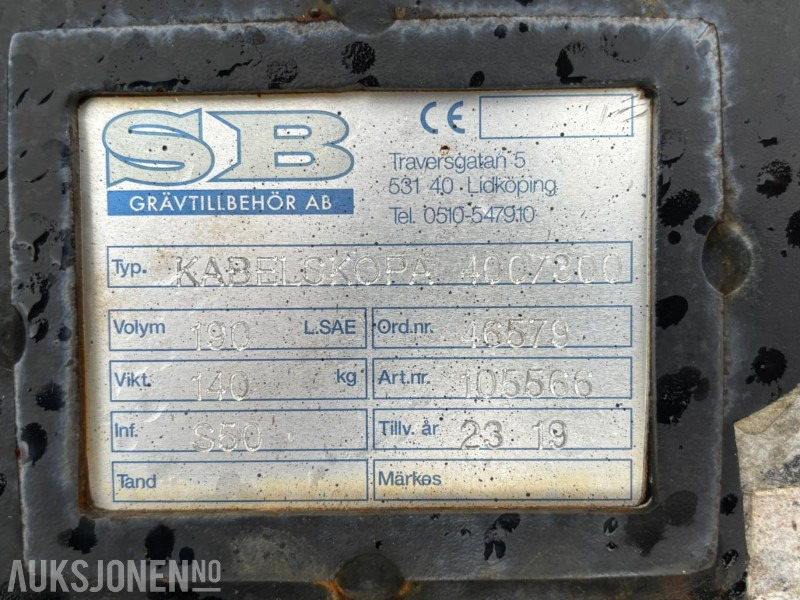 SB
GRÄVTILLBEHÖR AB
CE
Traversgatan 5
531 40 Lidköping
Tel. 0510-547910
Typ. KABELSKOPA 400/300
Volym 190 L.SAE Ord.nr. 46579
Vikt. 140 kg Art.nr. 105566
Inf. S50 Tillv. år 23 19
Tand Märkos
AUKSJONEN.NO